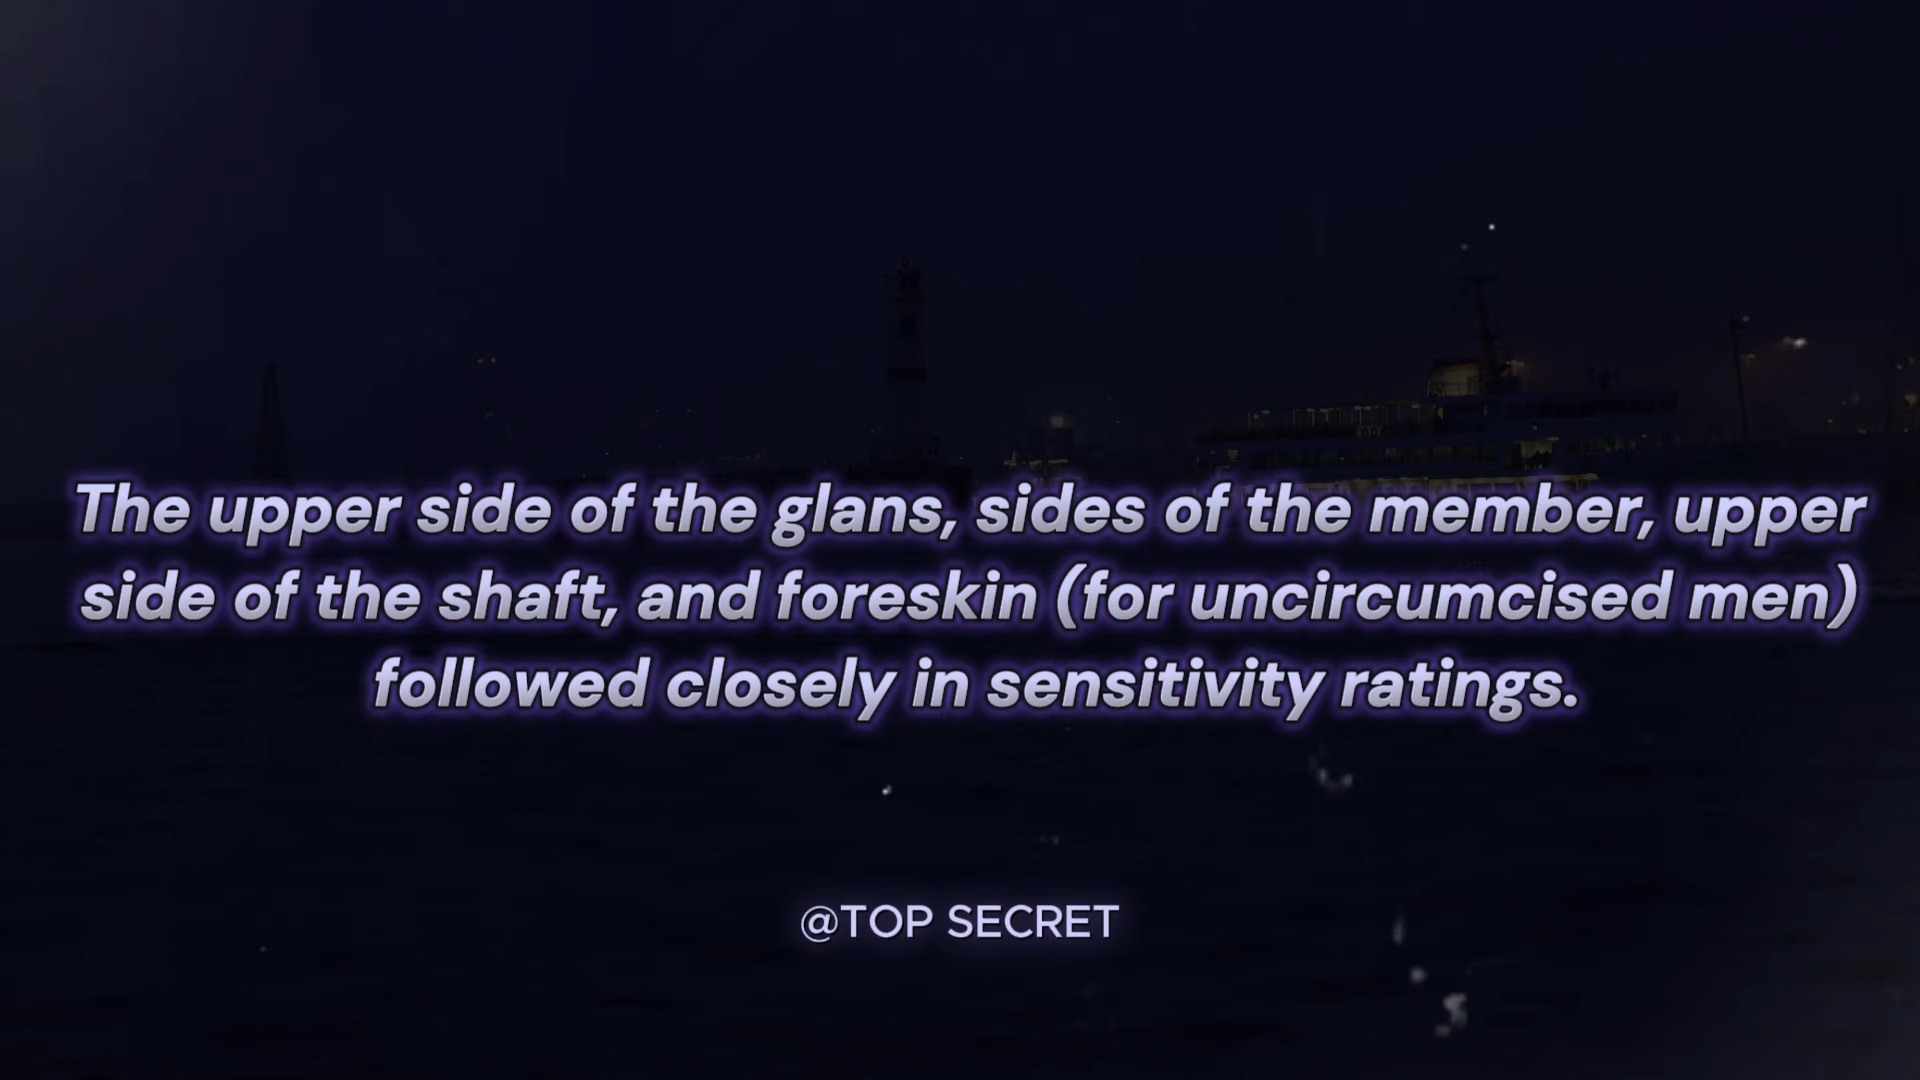 The upper side of the glans, sides of the member, upper
side of the shaft, and foreskin (for uncircumcised men)
followed closely in sensitivity ratings.
@TOP SECRET